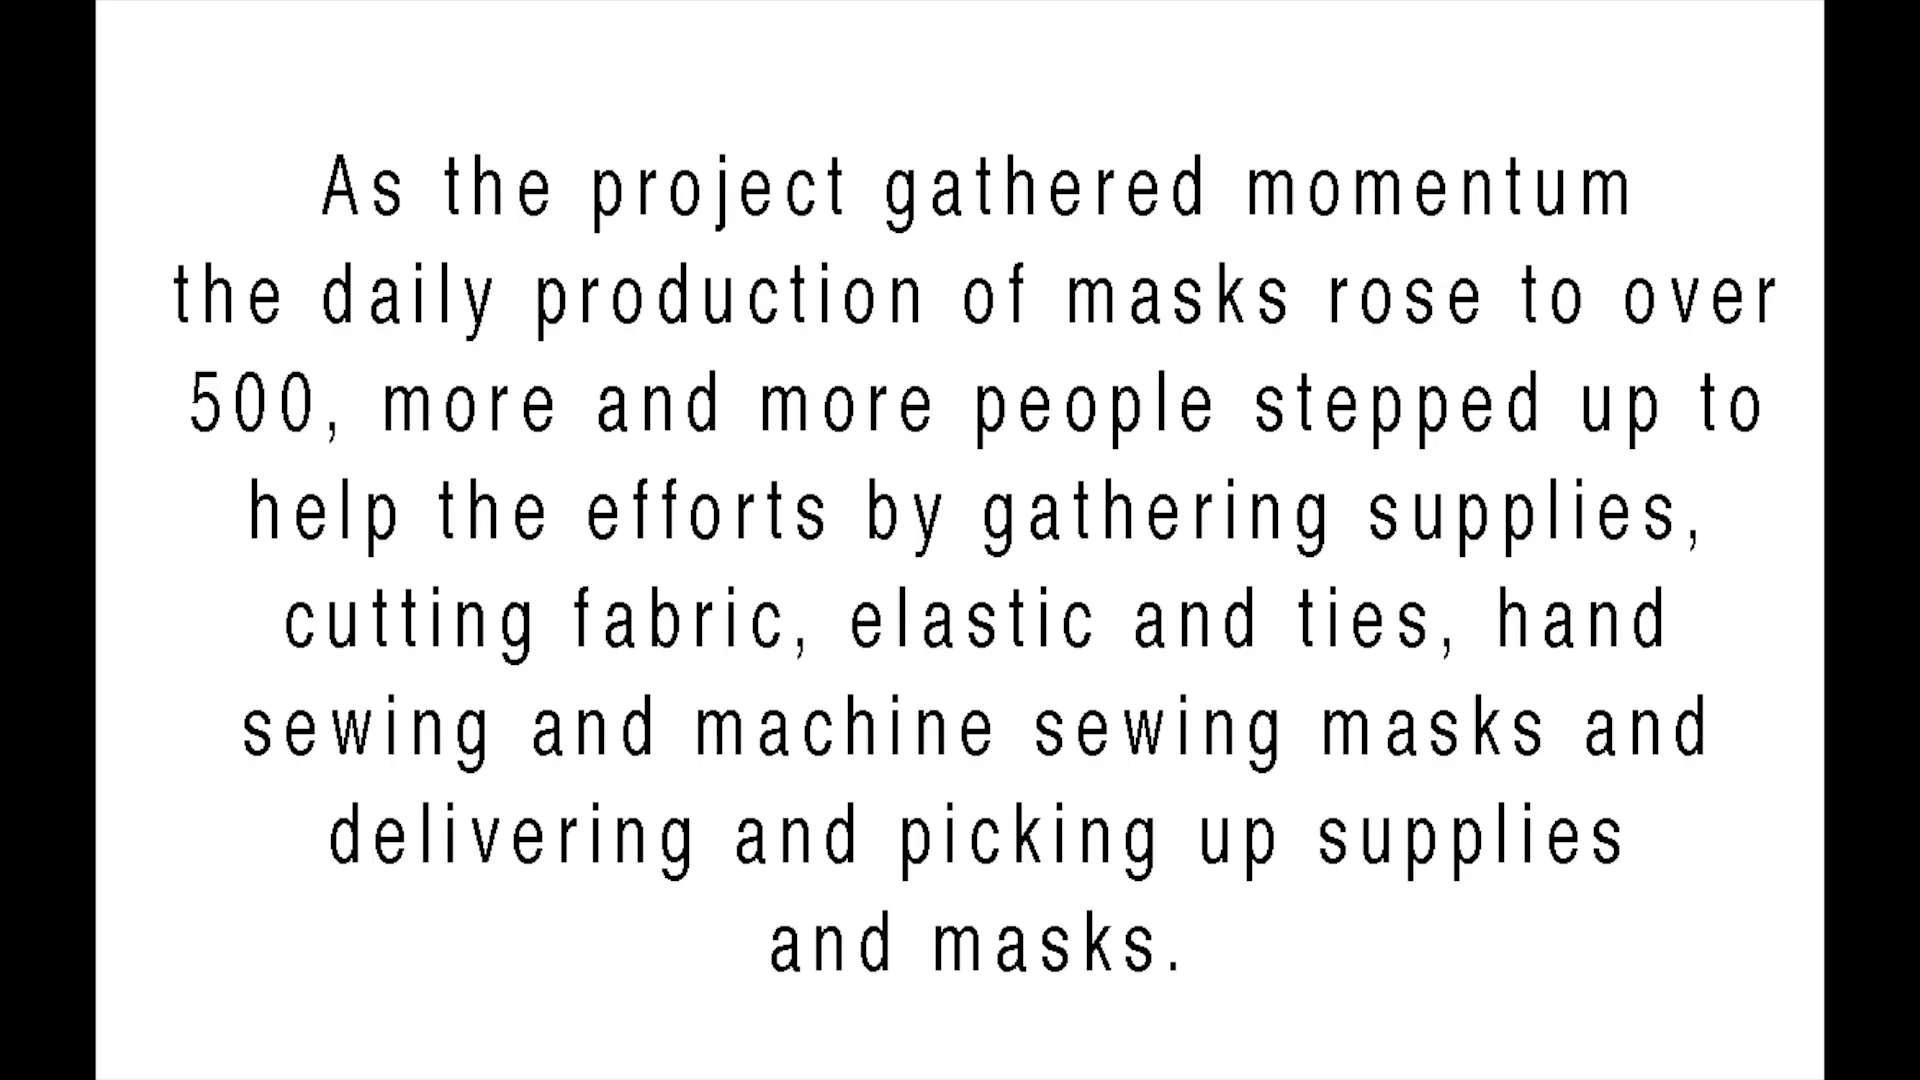 As the project gathered momentum
the daily production of masks rose to over
500, more and more people stepped up to
help the efforts by gathering supplies,
cutting fabric, elastic and ties, hand
sewing and machine sewing masks and
delivering and picking up supplies
and masks.